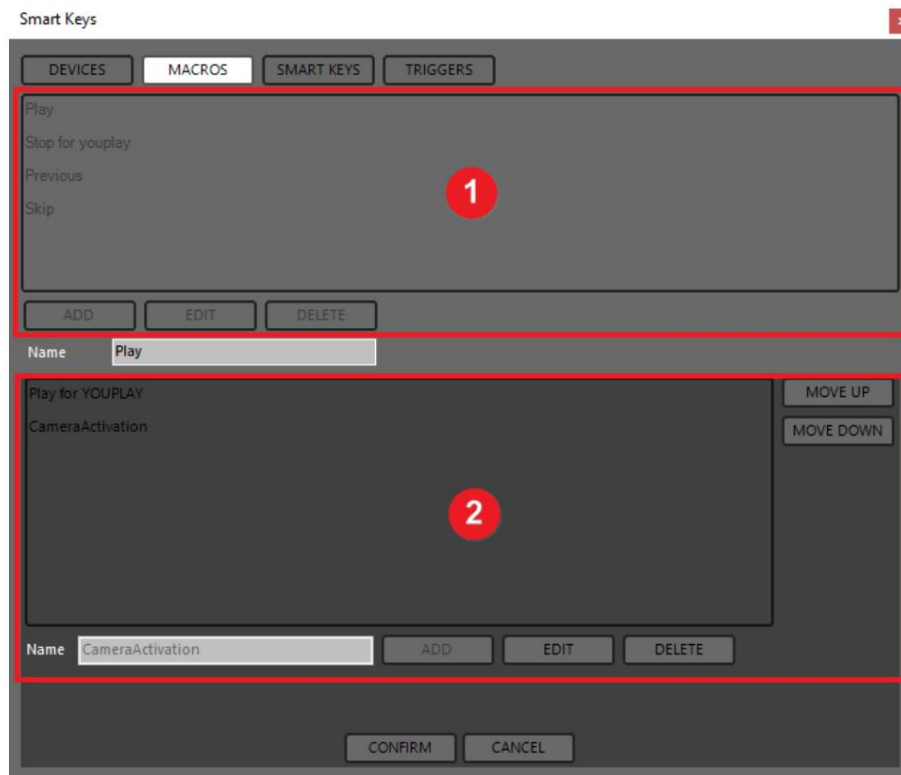 Smart Keys
DEVICES MACROS SMART KEYS TRIGGERS
Play
Stop for youplay
Previous
Skip
1
ADD EDIT DELETE
Name Play
Play for YOUPLAY MOVE UP
CameraActivation MOVE DOWN
2
Name CameraActivation ADD EDIT DELETE
CONFIRM CANCEL